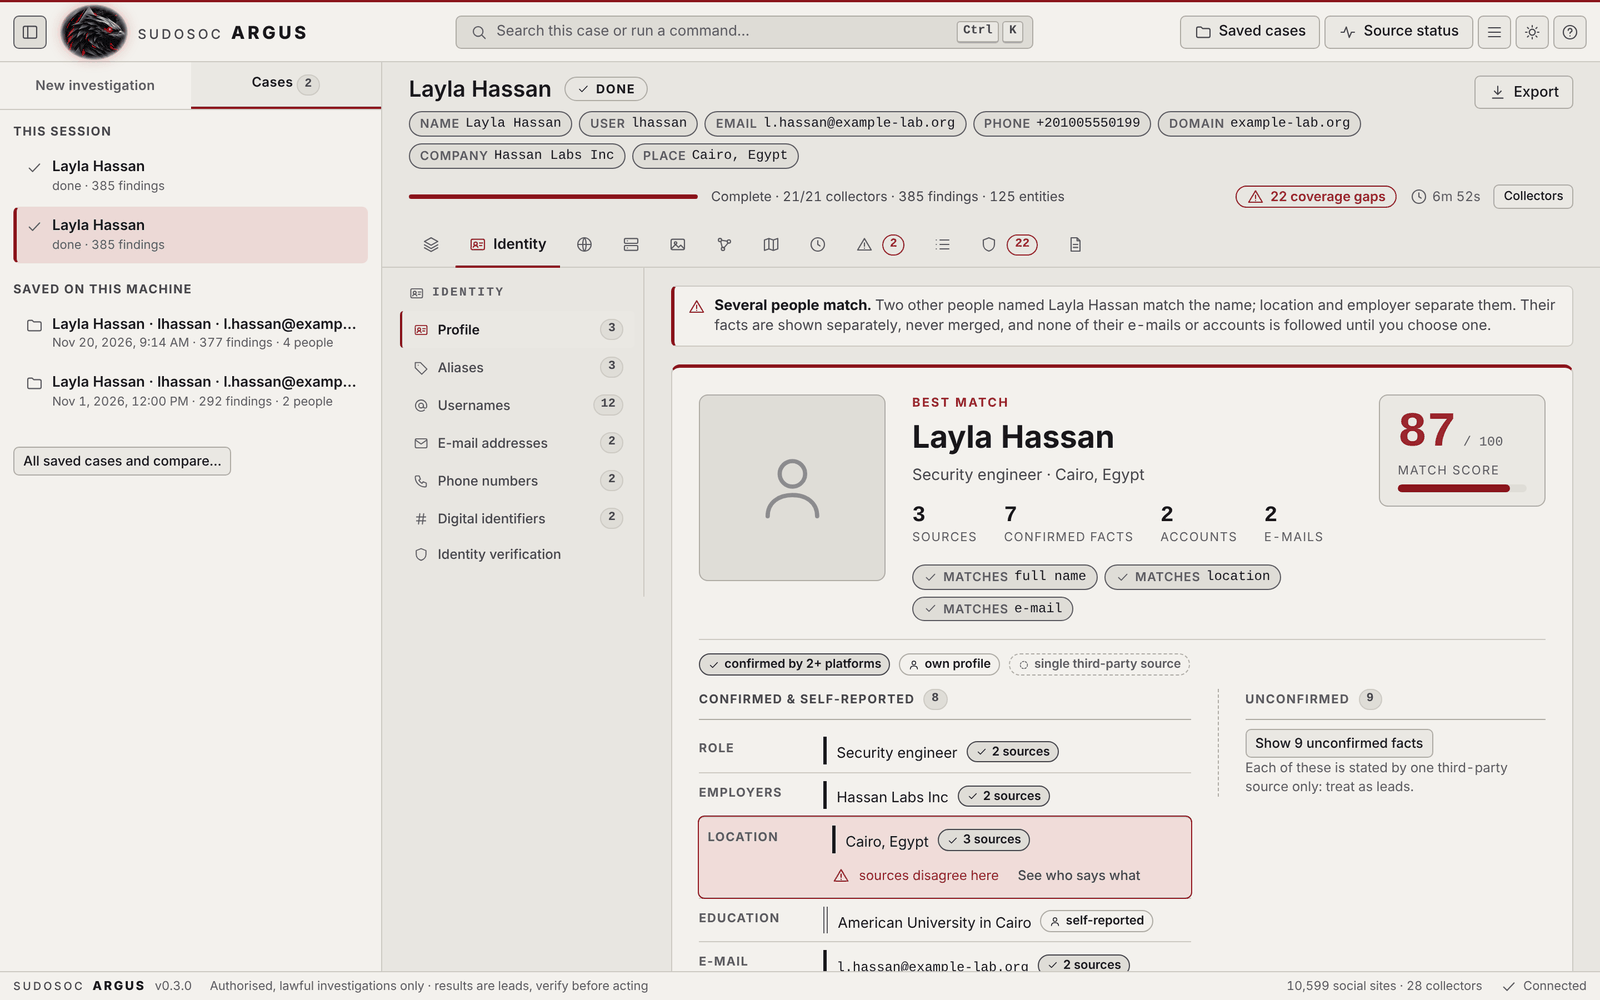 SUDOSOC ARGUS
Search this case or run a command...
Ctrl K
Saved cases
Source status
New investigation
Cases 2
THIS SESSION
Layla Hassan
done · 385 findings
Layla Hassan
done · 385 findings
SAVED ON THIS MACHINE
Layla Hassan · lhassan · l.hassan@examp...
Nov 20, 2026, 9:14 AM · 377 findings · 4 people
Layla Hassan · lhassan · l.hassan@examp...
Nov 1, 2026, 12:00 PM · 292 findings · 2 people
All saved cases and compare...
Layla Hassan
DONE
Export
NAME Layla Hassan
USER lhassan
EMAIL l.hassan@example-lab.org
PHONE +201005550199
DOMAIN example-lab.org
COMPANY Hassan Labs Inc
PLACE Cairo, Egypt
Complete · 21/21 collectors · 385 findings · 125 entities
22 coverage gaps
6m 52s
Collectors
Identity
2
22
IDENTITY
Profile 3
Aliases 3
Usernames 12
E-mail addresses 2
Phone numbers 2
Digital identifiers 2
Identity verification
Several people match. Two other people named Layla Hassan match the name; location and employer separate them. Their
facts are shown separately, never merged, and none of their e-mails or accounts is followed until you choose one.
BEST MATCH
Layla Hassan
Security engineer · Cairo, Egypt
3 SOURCES
7 CONFIRMED FACTS
2 ACCOUNTS
2 E-MAILS
MATCHES full name
MATCHES location
MATCHES e-mail
87 / 100
MATCH SCORE
confirmed by 2+ platforms
own profile
single third-party source
CONFIRMED & SELF-REPORTED 8
ROLE Security engineer 2 sources
EMPLOYERS Hassan Labs Inc 2 sources
LOCATION Cairo, Egypt 3 sources
sources disagree here See who says what
EDUCATION American University in Cairo self-reported
E-MAIL l.hassan@example-lab.org 2 sources
UNCONFIRMED 9
Show 9 unconfirmed facts
Each of these is stated by one third-party
source only: treat as leads.
SUDOSOC ARGUS v0.3.0
Authorised, lawful investigations only · results are leads, verify before acting
10,599 social sites · 28 collectors
Connected